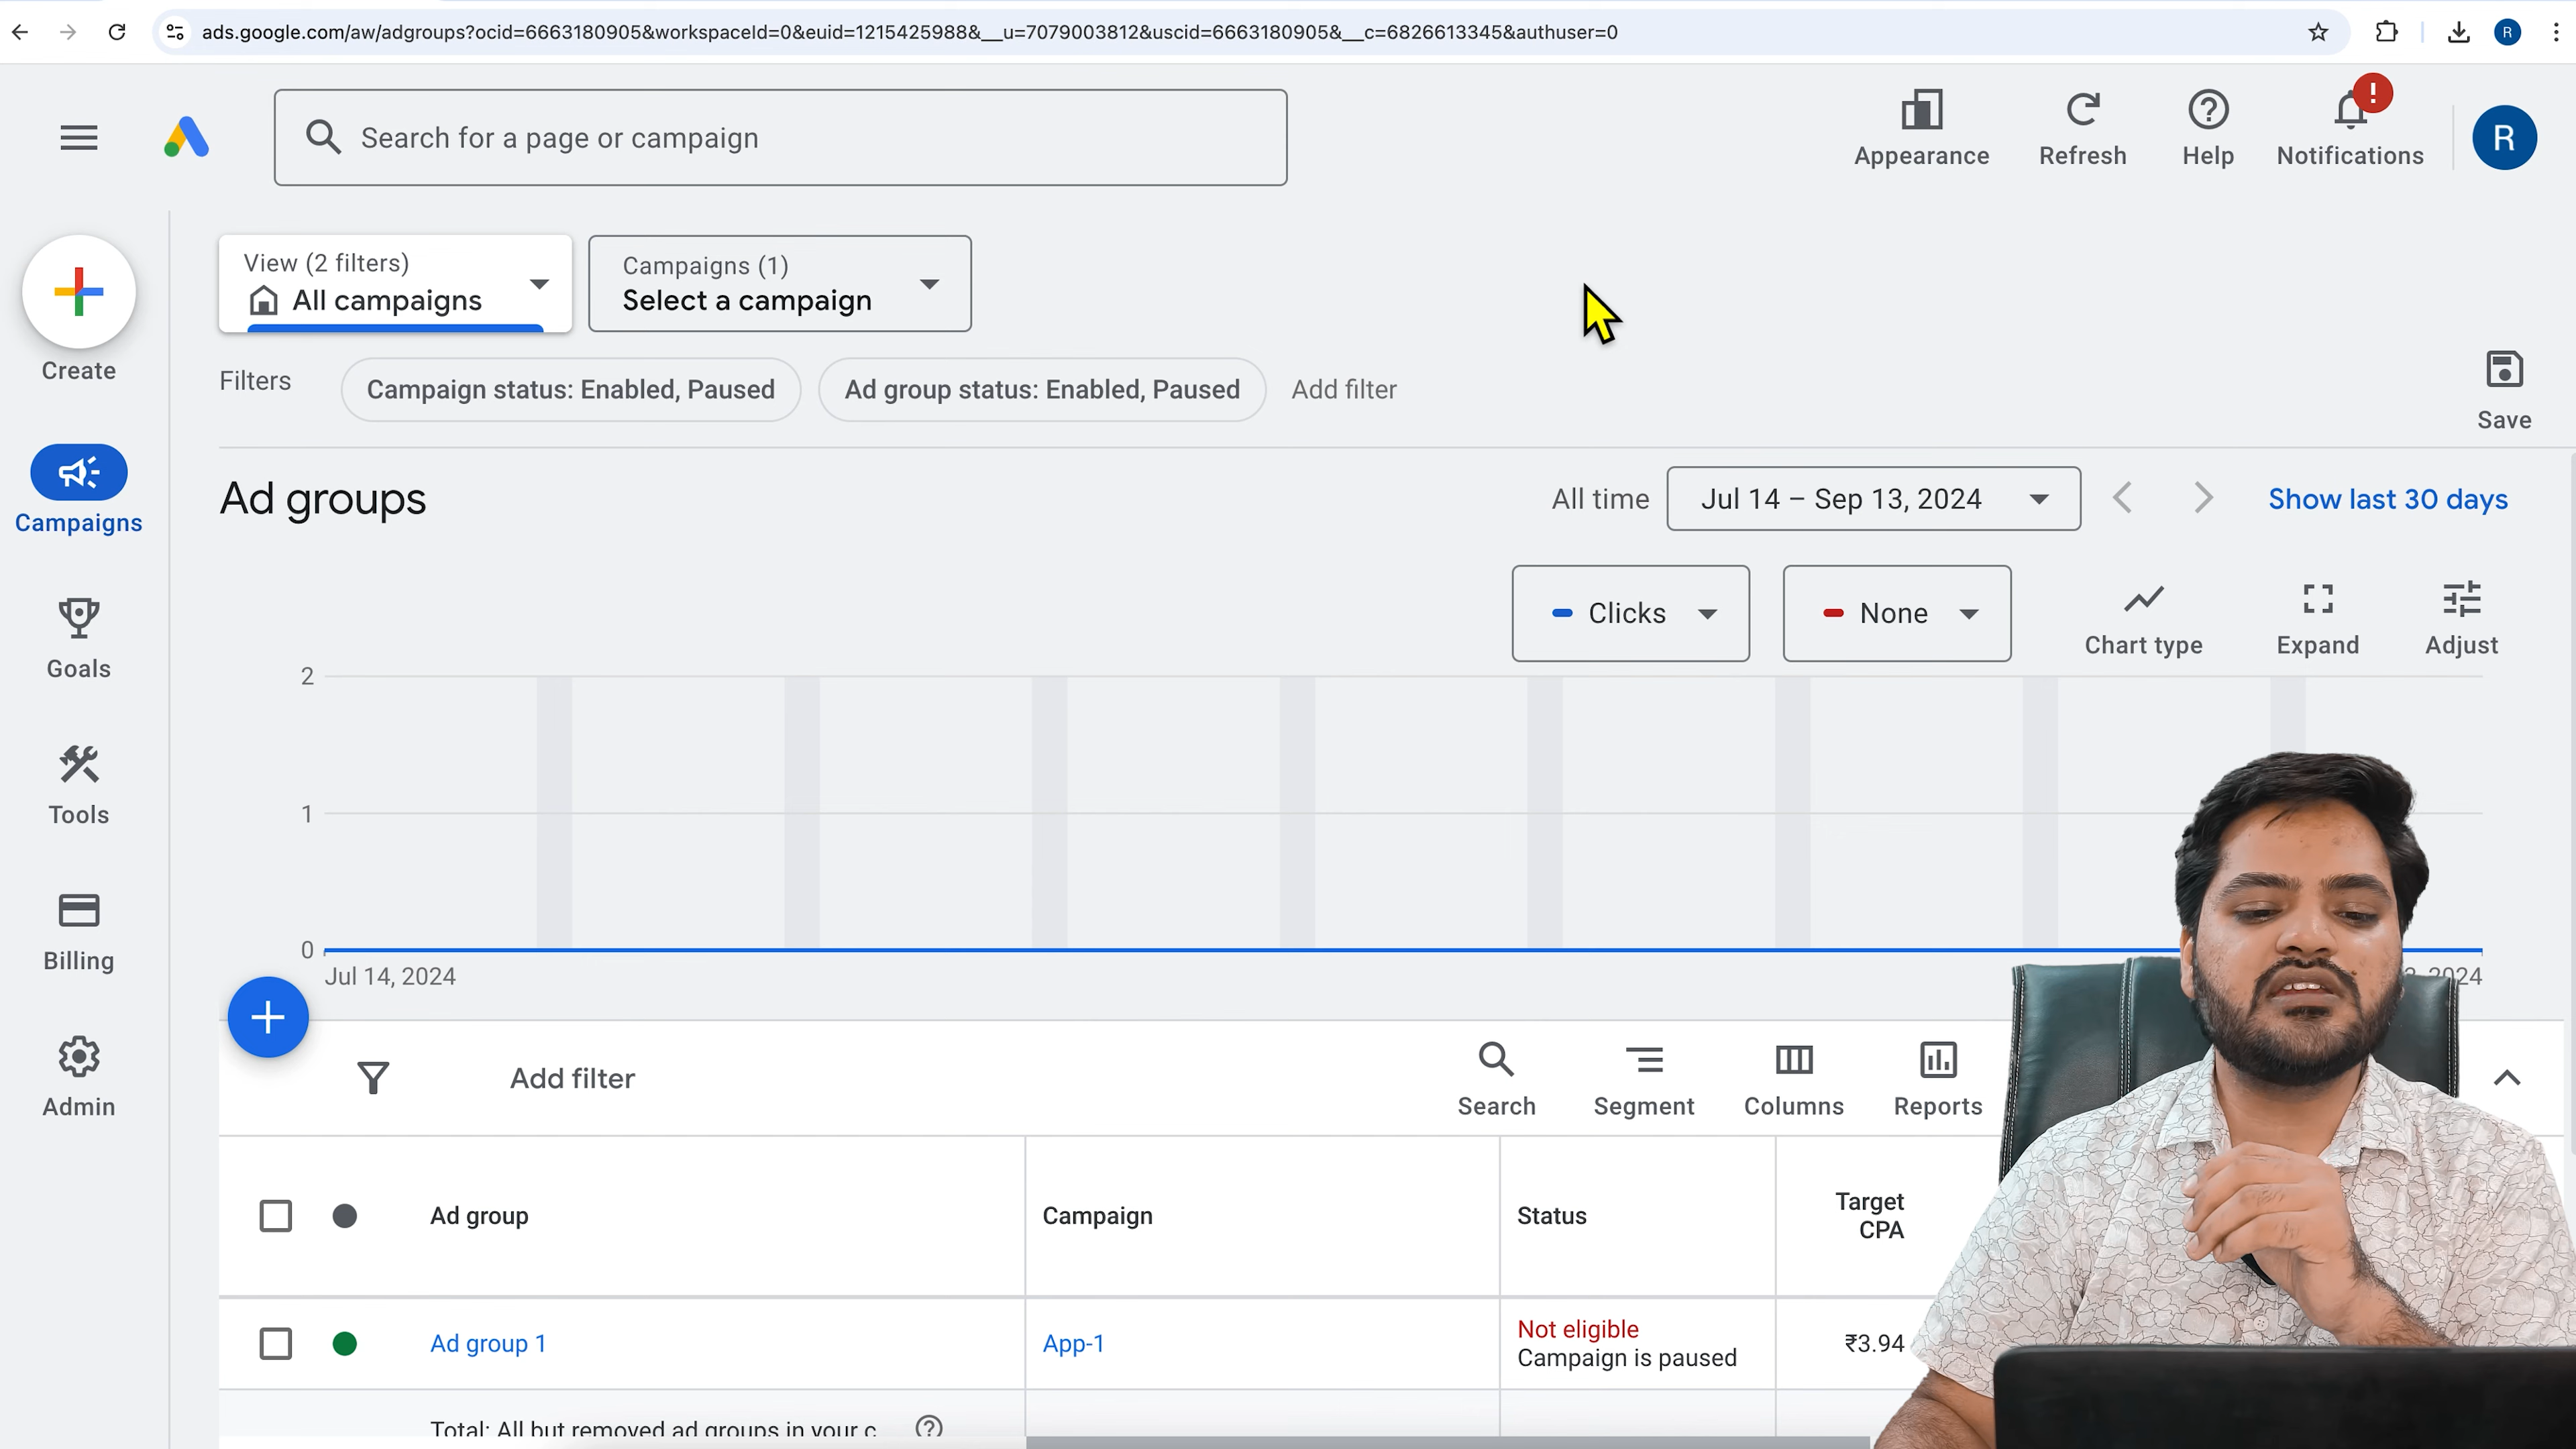 ads.google.com/aw/adgroups?ocid=6663180905&workspaceId=0&euid=1215425988&__u=7079003812&uscid=6663180905&__c=6826613345&authuser=0
R
Search for a page or campaign
Appearance
Refresh
Help
!
Notifications
R
Create
View (2 filters)
All campaigns
Campaigns (1)
Select a campaign
Filters
Campaign status: Enabled, Paused
Ad group status: Enabled, Paused
Add filter
Save
Campaigns
Ad groups
All time
Jul 14 – Sep 13, 2024
Show last 30 days
Goals
Clicks
None
Chart type
Expand
Adjust
2
Tools
1
Billing
0
Jul 14, 2024
2024
Admin
Add filter
Search
Segment
Columns
Reports
Ad group
Campaign
Status
Target
CPA
Ad group 1
App-1
Not eligible
Campaign is paused
₹3.94
Total: All but removed ad groups in your c